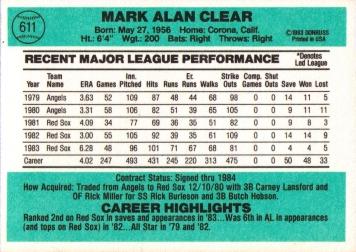 611
MARK ALAN CLEAR
Born: May 27, 1956 Home: Corona, Calif.
Ht.: 6'4" Wgt.: 200 Bats: Right Throws: Right
©1983 DONRUSS
Printed in USA
RECENT MAJOR LEAGUE PERFORMANCE
*Denotes
Led League
Year Team Name ERA Games Inn. Pitched Hits Runs Er. Runs Walks Strike Outs Comp. Games Shut Outs Save Won Lost
1979 Angels 3.63 52 109 87 48 44 68 98 0 0 14 11 5
1980 Angels 3.31 58 106 82 51 39 65 105 0 0 9 11 11
1981 Red Sox 4.09 34 77 69 36 35 51 82 0 0 9 8 3
1982 Red Sox 3.00 55 105 92 39 35 61 109 0 0 14 14 9
1983 Red Sox 6.28 48 96 101 71 67 68 81 0 0 4 4 5
Career 4.02 247 493 431 245 220 313 475 0 0 50 48 33
Contract Status: Signed thru 1984
How Acquired: Traded from Angels to Red Sox 12/10/80 with 3B Carney Lansford and
OF Rick Miller for SS Rick Burleson and 3B Butch Hobson.
CAREER HIGHLIGHTS
Ranked 2nd on Red Sox in saves and appearances in '83...Was 6th in AL in appearances
(and tops on Red Sox) in '82...All Star in '79 and '82.